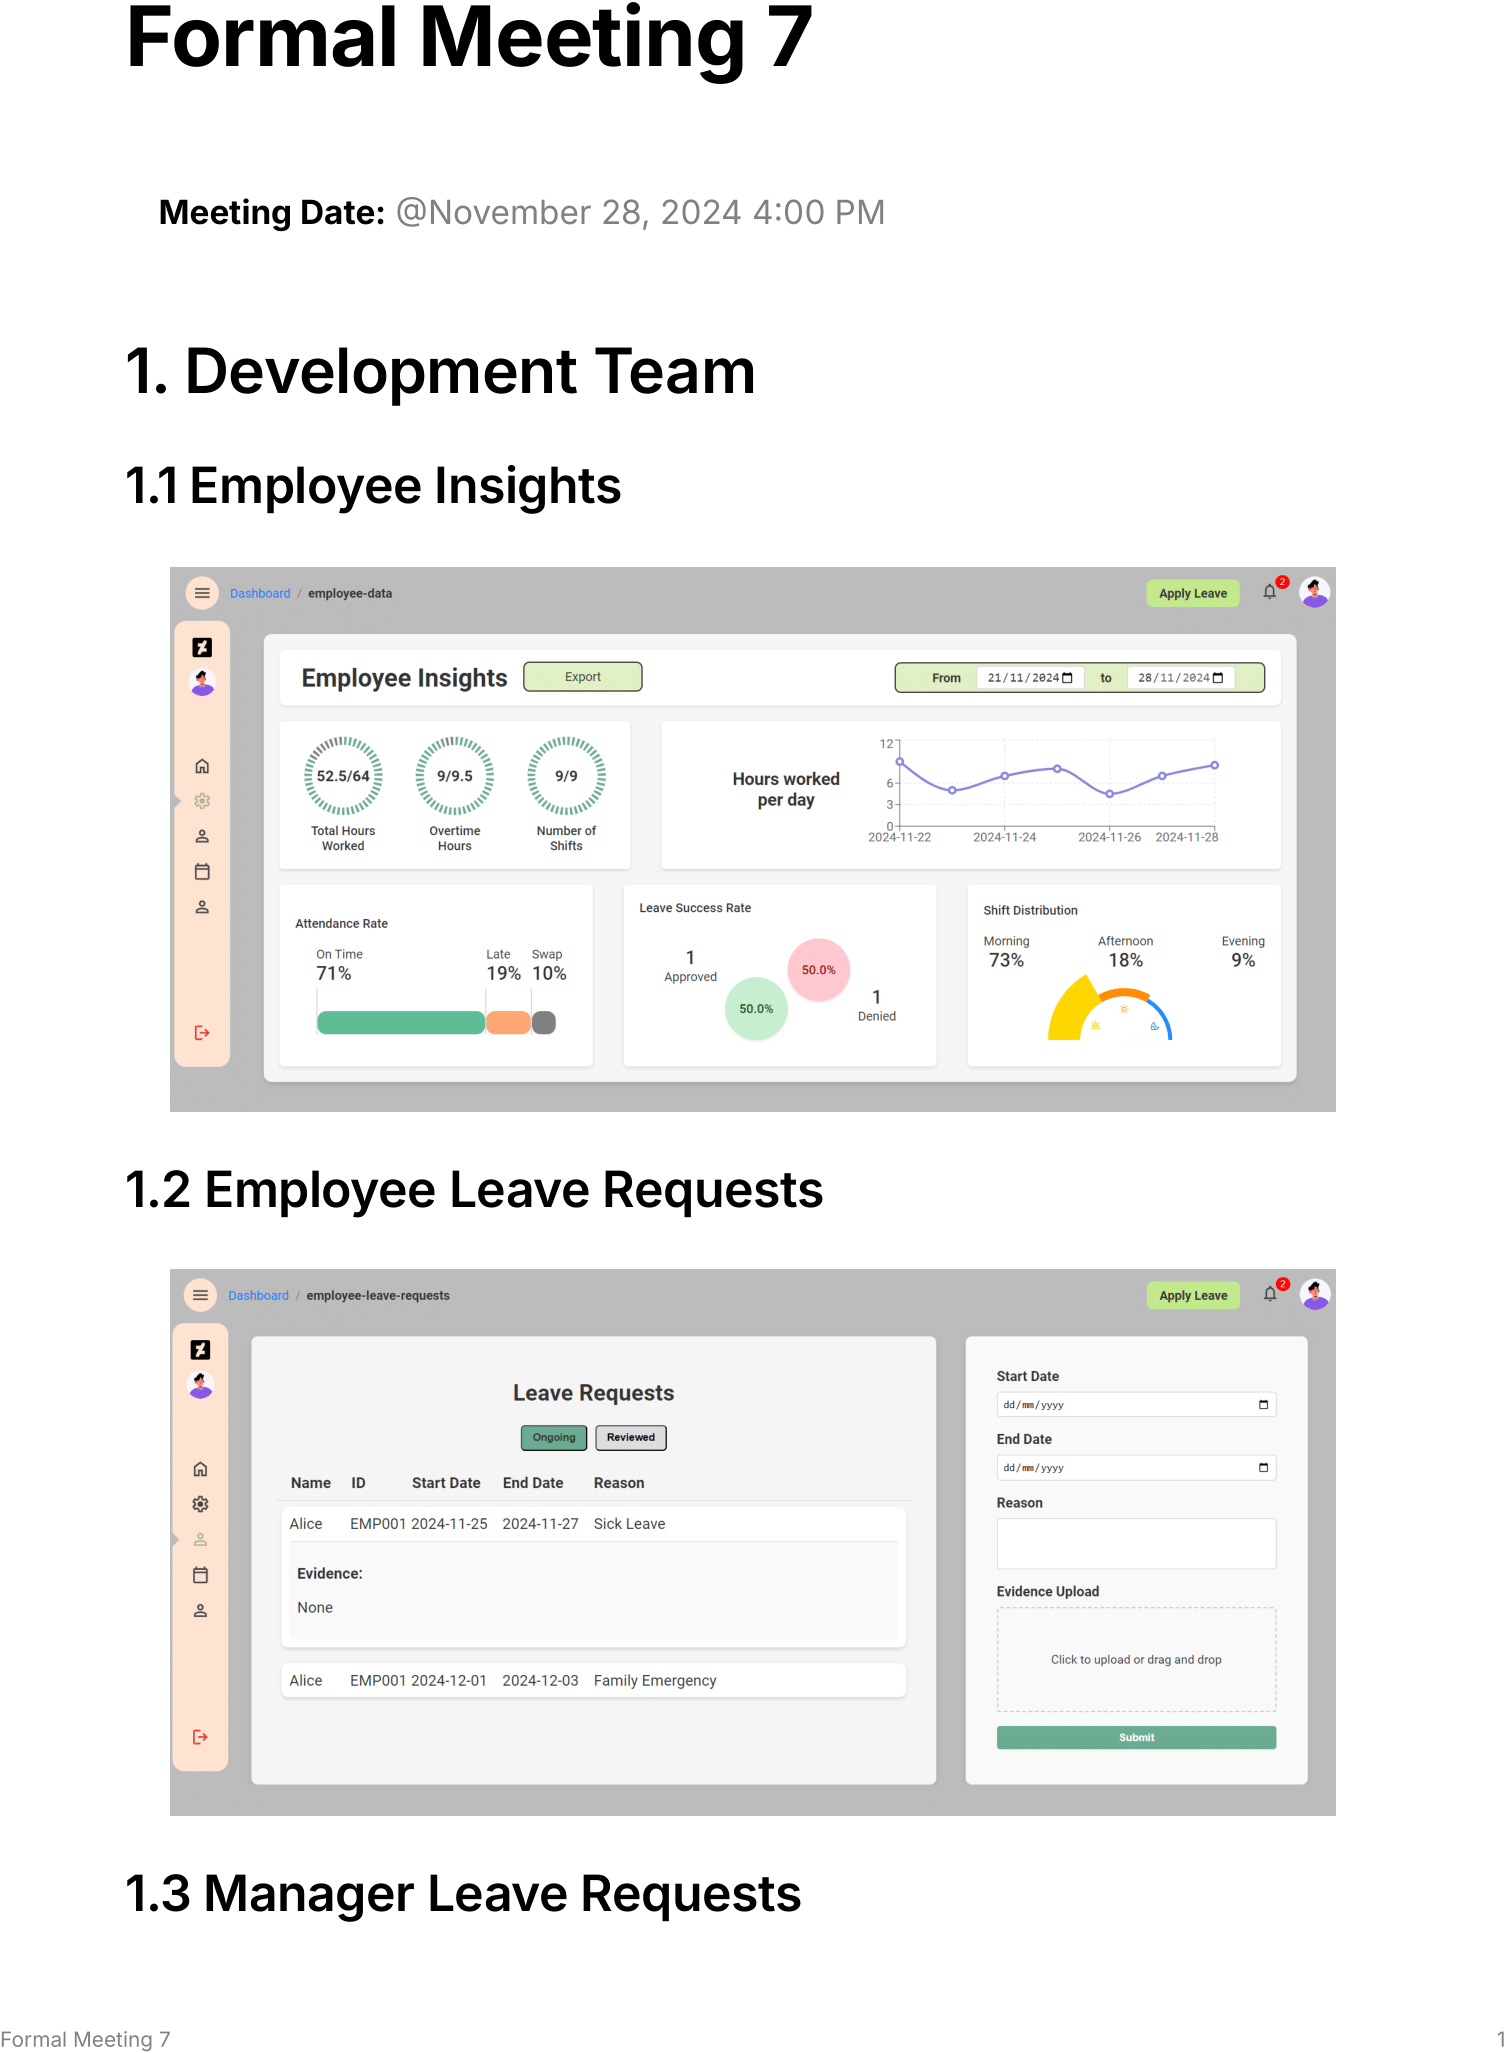 Formal Meeting 7
Meeting Date: @November 28, 2024 4:00 PM
1. Development Team
1.1 Employee Insights
Dashboard / employee-data
Apply Leave
2
Employee Insights
Export
From 21/11/2024 to 28/11/2024
52.5/64
9/9.5
9/9
Total Hours
Worked
Overtime
Hours
Number of
Shifts
Hours worked
per day
12
6
3
0
2024-11-22 2024-11-24 2024-11-26 2024-11-28
Attendance Rate
On Time Late Swap
71% 19% 10%
Leave Success Rate
1
Approved
50.0%
50.0%
1
Denied
Shift Distribution
Morning Afternoon Evening
73% 18% 9%
1.2 Employee Leave Requests
Dashboard / employee-leave-requests
Apply Leave
2
Leave Requests
Ongoing Reviewed
Name ID Start Date End Date Reason
Alice EMP001 2024-11-25 2024-11-27 Sick Leave
Evidence:
None
Alice EMP001 2024-12-01 2024-12-03 Family Emergency
Start Date
dd/mm/yyyy
End Date
dd/mm/yyyy
Reason
Evidence Upload
Click to upload or drag and drop
Submit
1.3 Manager Leave Requests
Formal Meeting 7 1